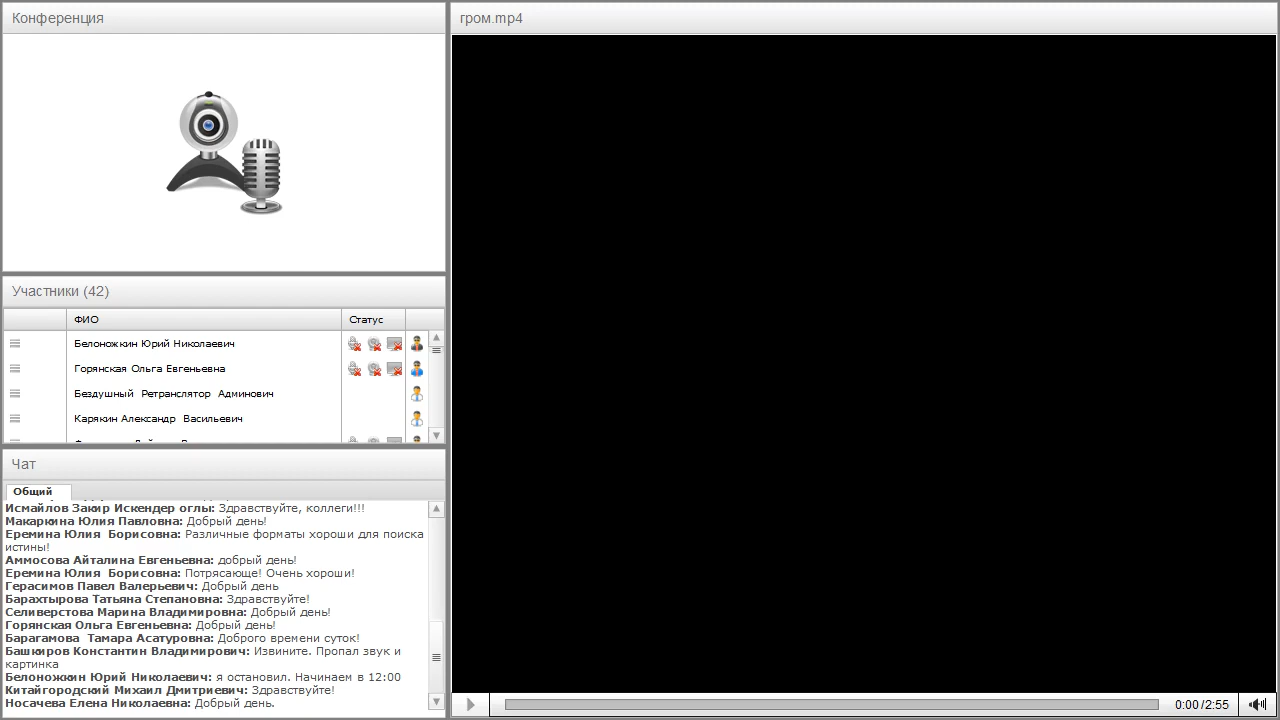 Конференция
гром.mp4
Участники (42)
ФИО
Статус
Белоножкин Юрий Николаевич
Горянская Ольга Евгеньевна
Бездушный Ретранслятор Админович
Карякин Александр Васильевич
Чат
Общий
Исмайлов Закир Искендер оглы: Здравствуйте, коллеги!!!
Макаркина Юлия Павловна: Добрый день!
Еремина Юлия Борисовна: Различные форматы хороши для поиска
истины!
Аммосова Айталина Евгеньевна: добрый день!
Еремина Юлия Борисовна: Потрясающе! Очень хороши!
Герасимов Павел Валерьевич: Добрый день
Барахтырова Татьяна Степановна: Здравствуйте!
Селиверстова Марина Владимировна: Добрый день!
Горянская Ольга Евгеньевна: Добрый день!
Барагамова Тамара Асатуровна: Доброго времени суток!
Башкиров Константин Владимирович: Извините. Пропал звук и
картинка
Белоножкин Юрий Николаевич: я остановил. Начинаем в 12:00
Китайгородский Михаил Дмитриевич: Здравствуйте!
Носачева Елена Николаевна: Добрый день.
0:00/2:55